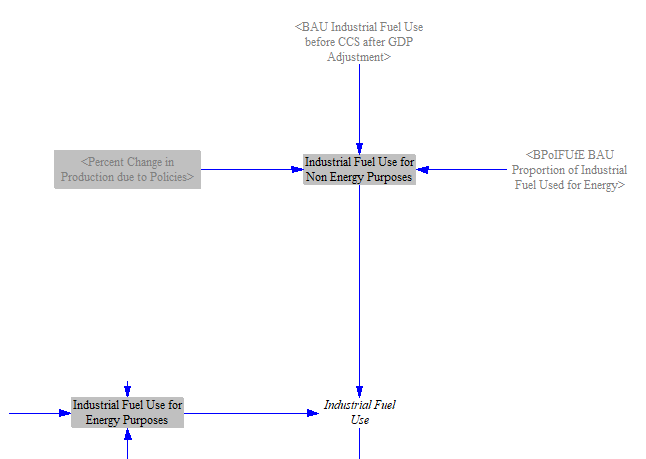 <BAU Industrial Fuel Use
before CCS after GDP
Adjustment>
<Percent Change in
Production due to Policies>
Industrial Fuel Use for
Non Energy Purposes
<BPoIFUfE BAU
Proportion of Industrial
Fuel Used for Energy>
Industrial Fuel Use for
Energy Purposes
Industrial Fuel
Use